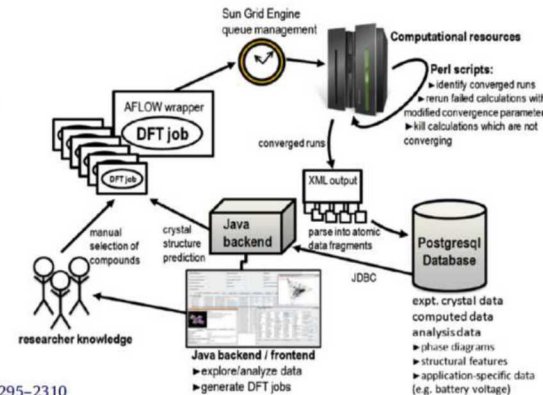 Sun Grid Engine
queue management
Computational resources
Perl scripts:
►identify converged runs
►rerun failed calculations with
modified convergence parameter
►kill calculations which are not
converging
AFLOW wrapper
DFT job
DFT job
converged runs
XML output
parse into atomic
data fragments
Postgresql
Database
JDBC
Java
backend
crystal
structure
prediction
manual
selection of
compounds
researcher knowledge
expt. crystal data
computed data
analysis data
►phase diagrams
►structural features
►application-specific data
(e.g. battery voltage)
Java backend / frontend
►explore/analyze data
►generate DFT jobs
295–2310